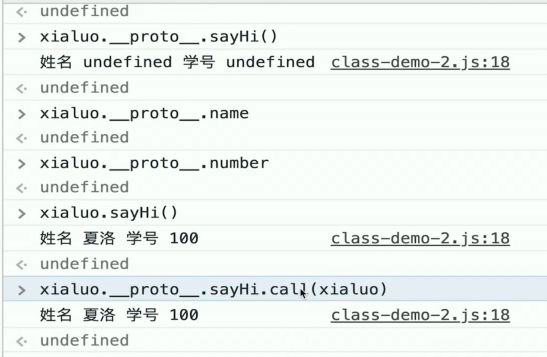 <· undefined
> xialuo.__proto__.sayHi()
姓名 undefined 学号 undefined class-demo-2.js:18
<· undefined
> xialuo.__proto__.name
<· undefined
> xialuo.__proto__.number
<· undefined
> xialuo.sayHi()
姓名 夏洛 学号 100 class-demo-2.js:18
<· undefined
> xialuo.__proto__.sayHi.call(xialuo)
姓名 夏洛 学号 100 class-demo-2.js:18
<· undefined